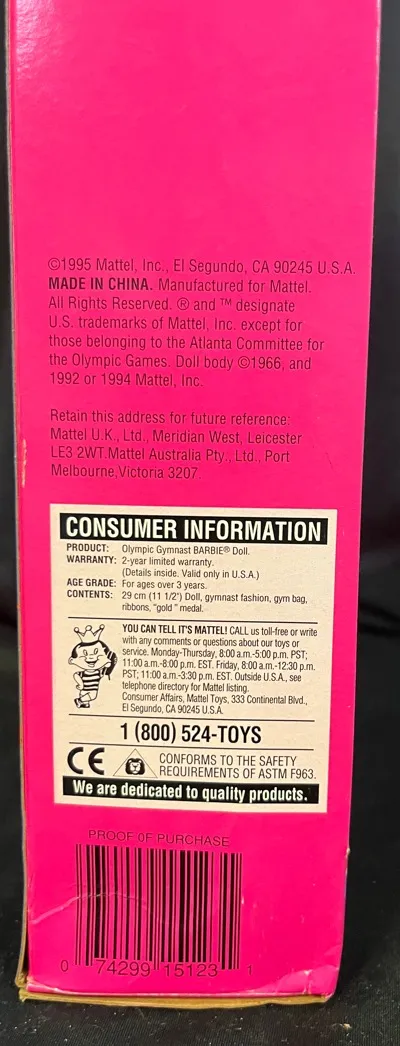 ©1995 Mattel, Inc., El Segundo, CA 90245 U.S.A.
MADE IN CHINA. Manufactured for Mattel.
All Rights Reserved. ® and ™ designate
U.S. trademarks of Mattel, Inc. except for
those belonging to the Atlanta Committee for
the Olympic Games. Doll body ©1966, and
1992 or 1994 Mattel, Inc.
Retain this address for future reference:
Mattel U.K., Ltd., Meridian West, Leicester
LE3 2WT. Mattel Australia Pty., Ltd., Port
Melbourne, Victoria 3207.
CONSUMER INFORMATION
PRODUCT: Olympic Gymnast BARBIE® Doll.
WARRANTY: 2-year limited warranty.
(Details inside. Valid only in U.S.A.)
AGE GRADE: For ages over 3 years.
CONTENTS: 29 cm (11 1/2') Doll, gymnast fashion, gym bag,
ribbons, "gold" medal.
YOU CAN TELL IT'S MATTEL! CALL us toll-free or write
with any comments or questions about our toys or
service. Monday-Thursday, 8:00 a.m.-5:00 p.m. PST;
11:00 a.m.-8:00 p.m. EST. Friday, 8:00 a.m.-12:30 p.m.
PST; 11:00 a.m.-3:30 p.m. EST. Outside U.S.A., see
telephone directory for Mattel listing.
Consumer Affairs, Mattel Toys, 333 Continental Blvd.,
El Segundo, CA 90245 U.S.A.
1 (800) 524-TOYS
CE CONFORMS TO THE SAFETY
REQUIREMENTS OF ASTM F963.
We are dedicated to quality products.
PROOF OF PURCHASE
0 74299 15123 1